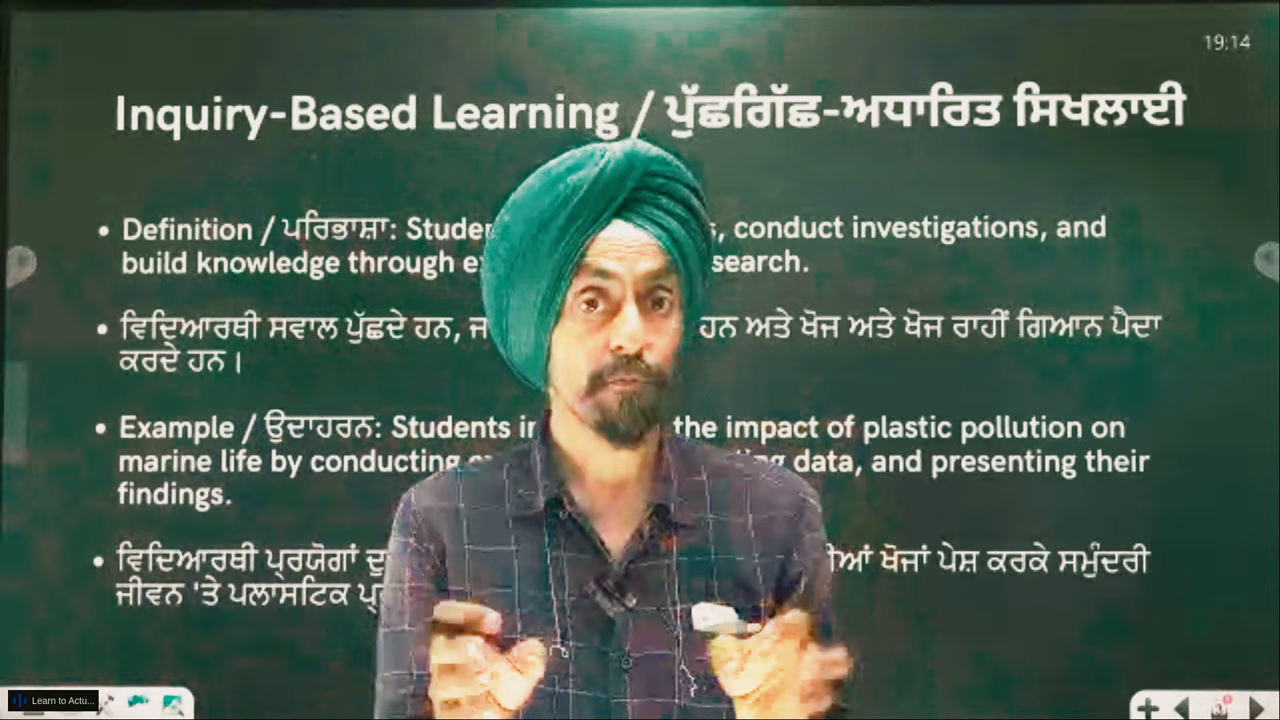 19:14
Inquiry-Based Learning / ਪੁੱਛਗਿੱਛ-ਅਧਾਰਿਤ ਸਿਖਲਾਈ
• Definition / ਪਰਿਭਾਸ਼ਾ: conduct investigations, and
build knowledge through
• ਵਿਦਿਆਰਥੀ ਸਵਾਲ ਪੁੱਛਦੇ ਹਨ, ਹਨ ਅਤੇ ਖੋਜ ਅਤੇ ਖੋਜ ਰਾਹੀਂ ਗਿਆਨ ਪੈਦਾ
ਕਰਦੇ ਹਨ।
• Example / ਉਦਾਹਰਨ: Students the impact of plastic pollution on
marine life by conducting data, and presenting their
findings.
• ਵਿਦਿਆਰਥੀ ਪ੍ਰਯੋਗਾਂ ਖੋਜਾਂ ਪੇਸ਼ ਕਰਕੇ ਸਮੁੰਦਰੀ
ਜੀਵਨ 'ਤੇ ਪਲਾਸਟਿਕ
Learn to Actu...